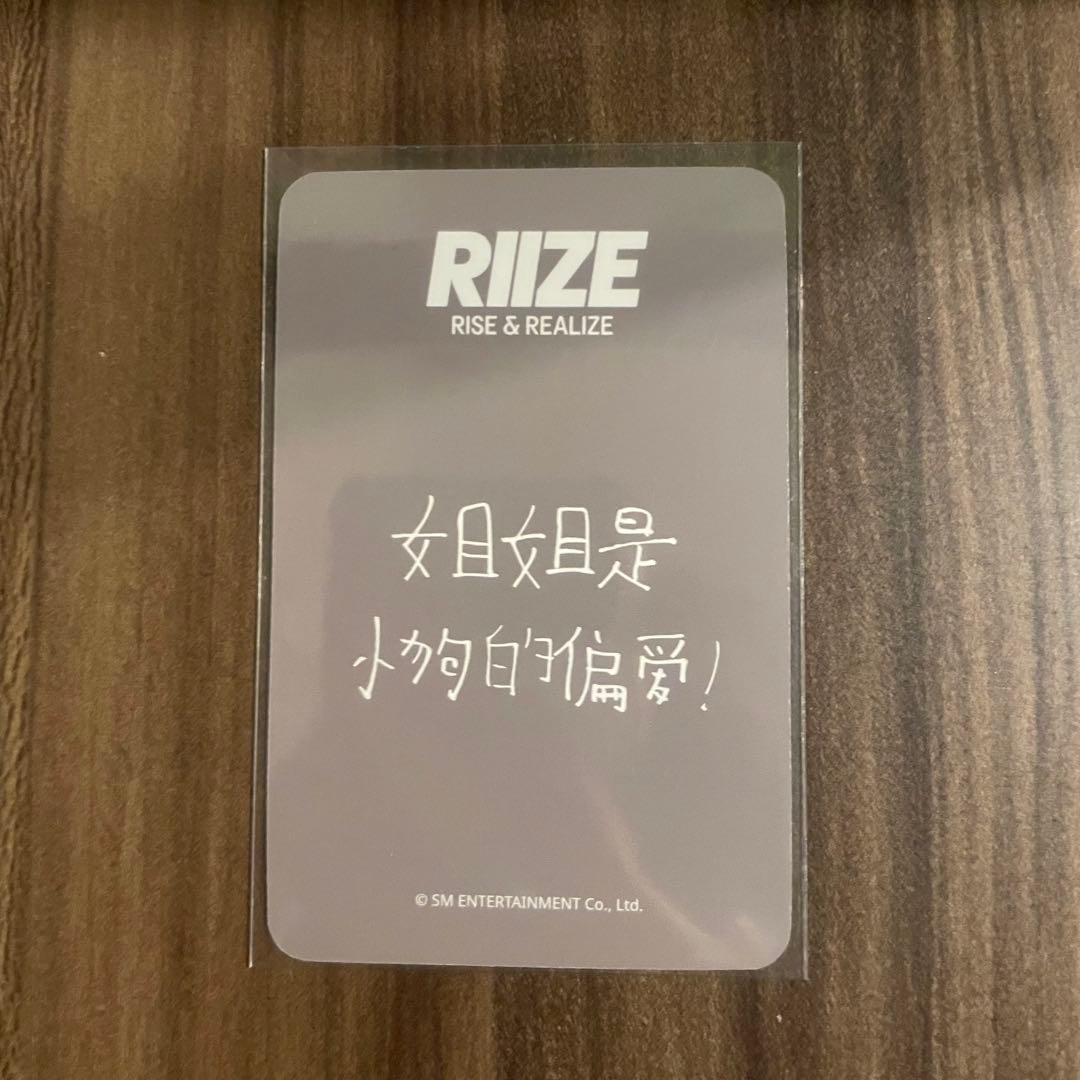 RIIZE
RISE & REALIZE
姐姐是
小狗的偏爱!
© SM ENTERTAINMENT Co., Ltd.